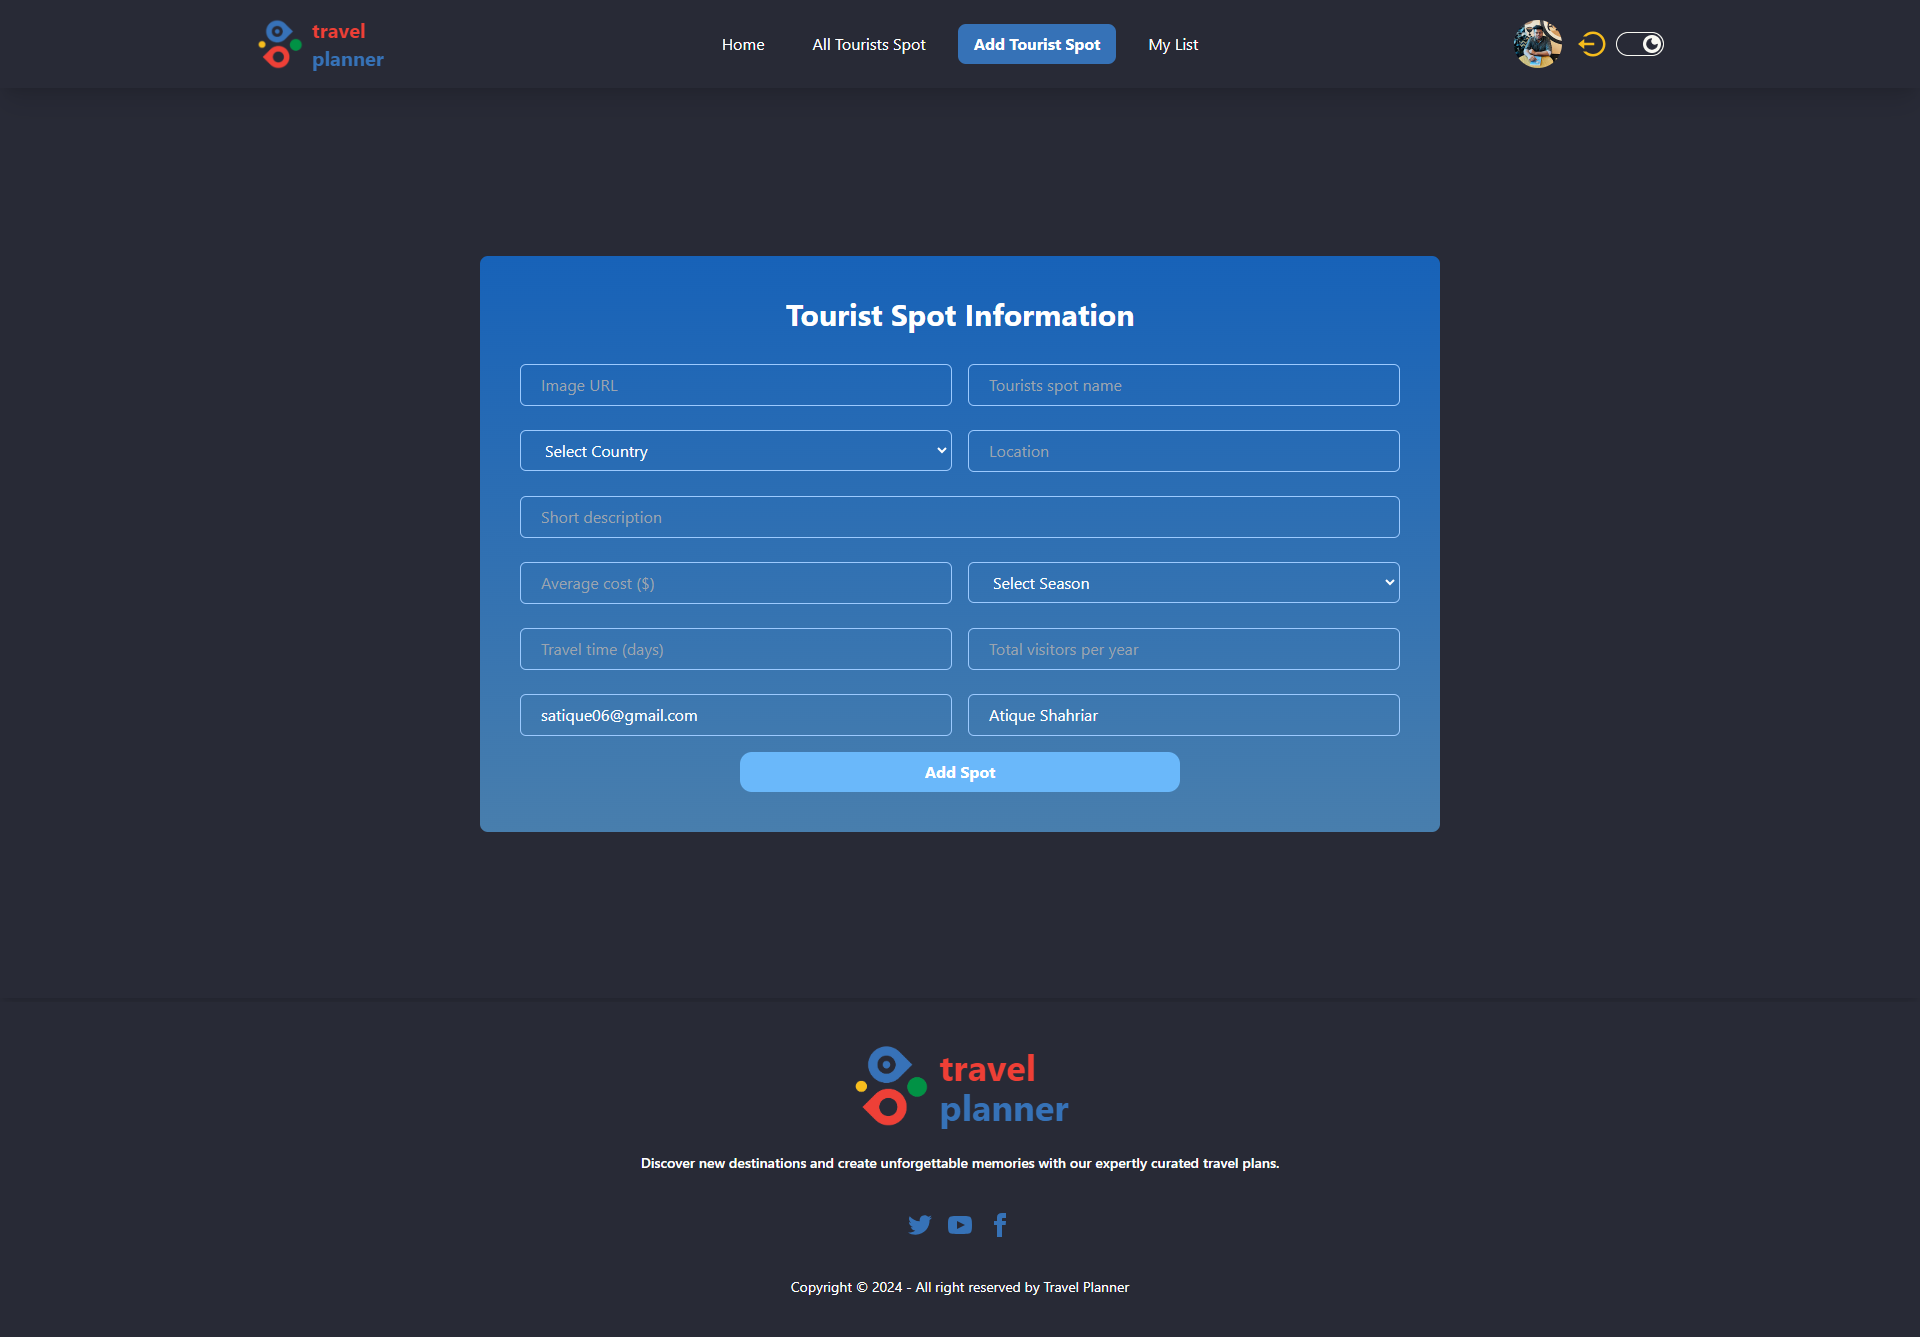 travel
planner
Home
All Tourists Spot
Add Tourist Spot
My List
Tourist Spot Information
Image URL
Tourists spot name
Select Country
Location
Short description
Average cost ($)
Select Season
Travel time (days)
Total visitors per year
satique06@gmail.com
Atique Shahriar
Add Spot
travel
planner
Discover new destinations and create unforgettable memories with our expertly curated travel plans.
Copyright © 2024 - All right reserved by Travel Planner